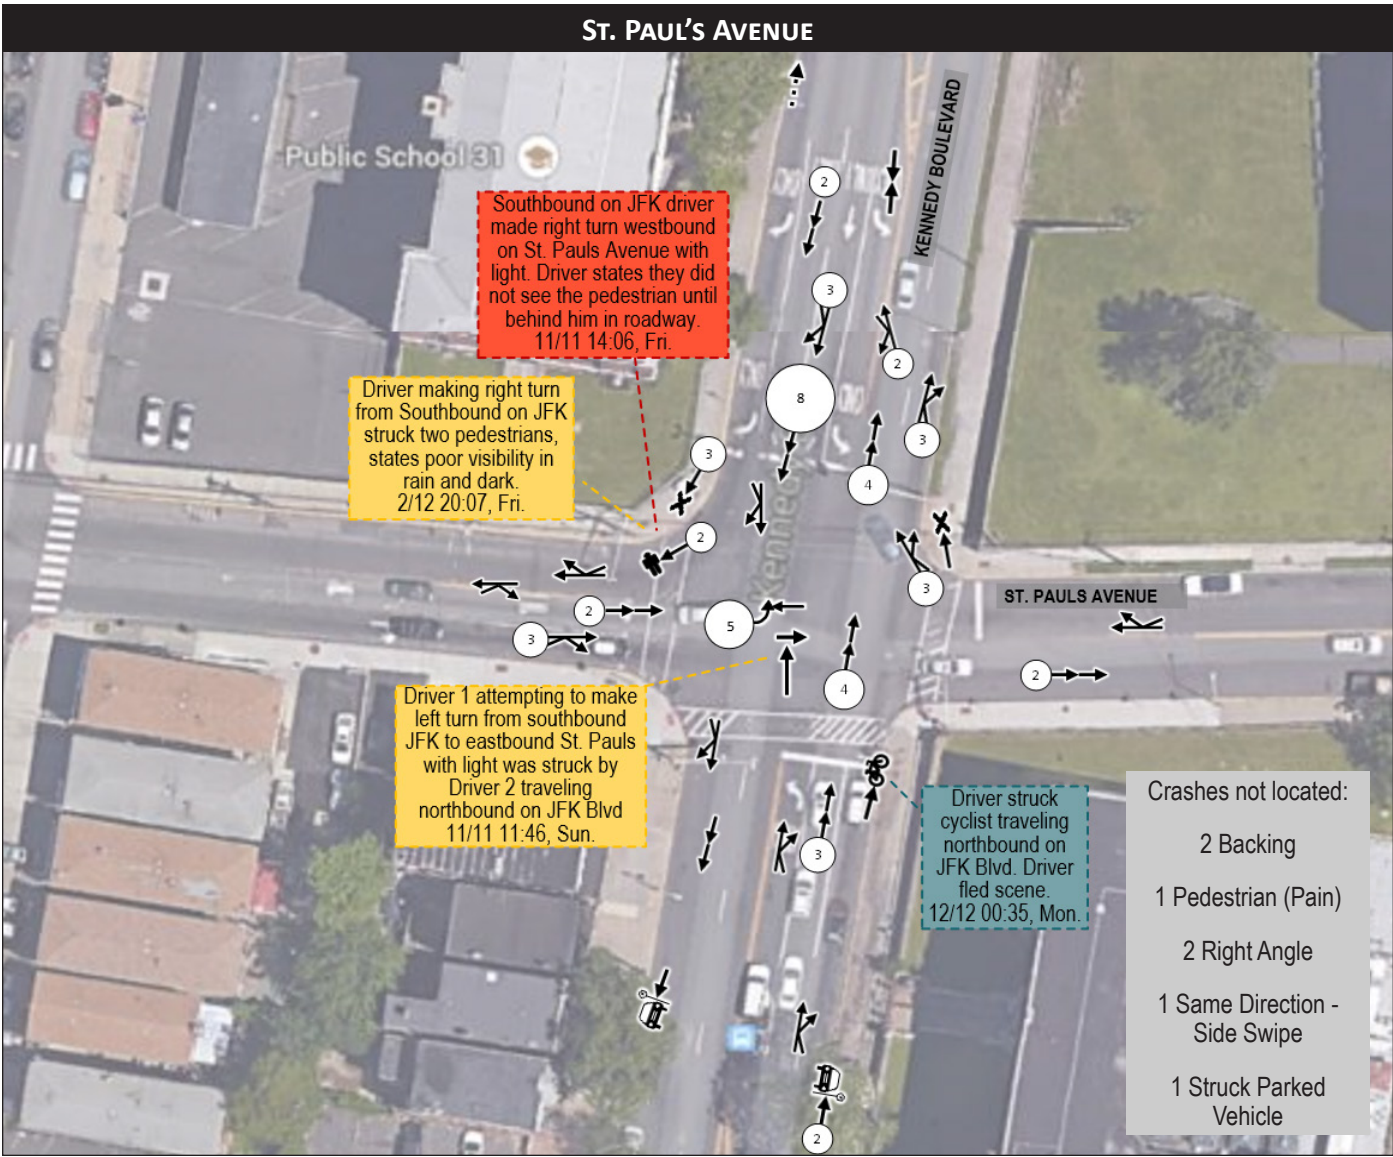 ST. PAUL'S AVENUE
Public School 31
KENNEDY BOULEVARD
2
Southbound on JFK driver
made right turn westbound
on St. Pauls Avenue with
light. Driver states they did
not see the pedestrian until
behind him in roadway.
11/11 14:06, Fri.
3
2
Driver making right turn
from Southbound on JFK
struck two pedestrians,
states poor visibility in
rain and dark.
2/12 20:07, Fri.
8
3
3
4
Kennedy
2
3
ST. PAULS AVENUE
2
5
3
2
4
Driver 1 attempting to make
left turn from southbound
JFK to eastbound St. Pauls
with light was struck by
Driver 2 traveling
northbound on JFK Blvd
11/11 11:46, Sun.
Driver struck
cyclist traveling
northbound on
JFK Blvd. Driver
fled scene.
12/12 00:35, Mon.
3
2
Crashes not located:
2 Backing
1 Pedestrian (Pain)
2 Right Angle
1 Same Direction -
Side Swipe
1 Struck Parked
Vehicle